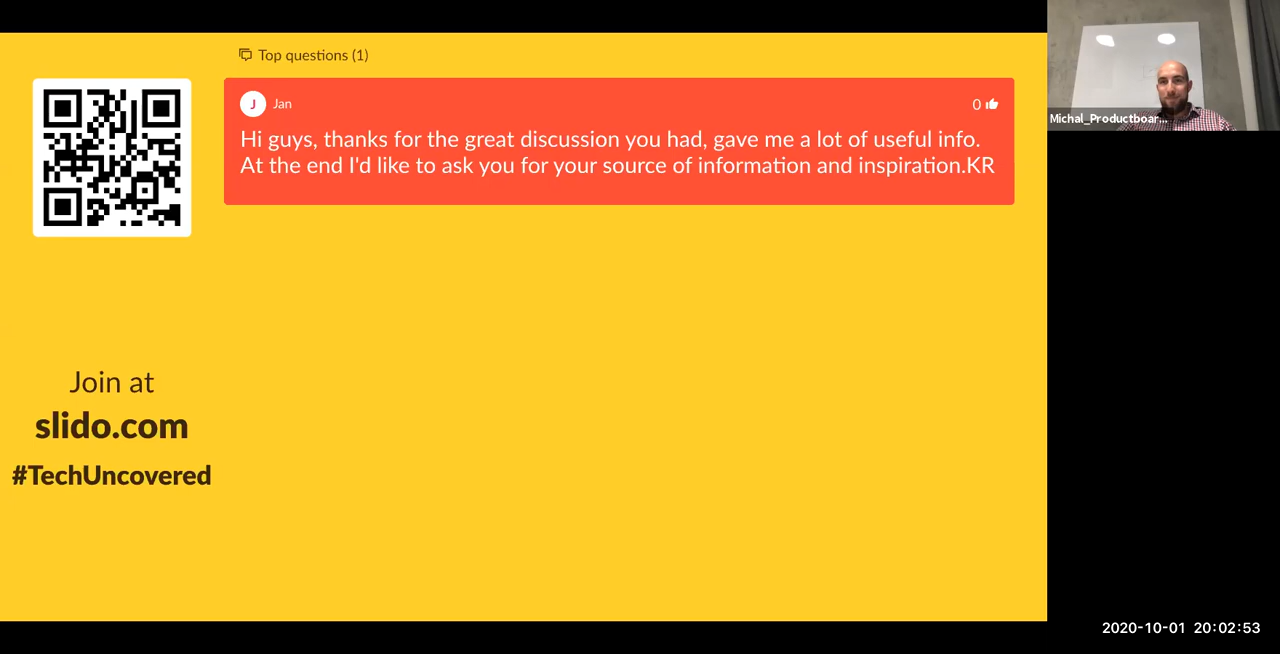 Top questions (1)
J Jan
0
Hi guys, thanks for the great discussion you had, gave me a lot of useful info.
At the end I'd like to ask you for your source of information and inspiration.KR
Join at
slido.com
#TechUncovered
Michal_Productboar...
2020-10-01 20:02:53